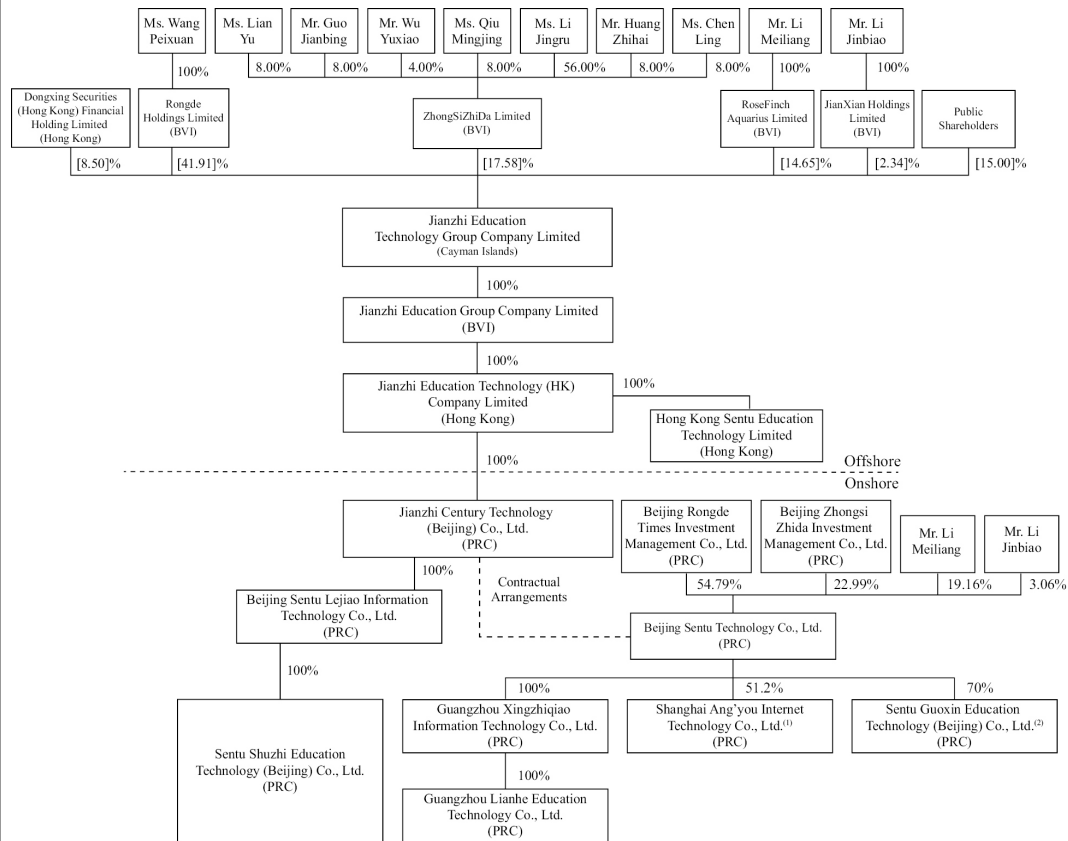 Ms. Wang
Peixuan
Ms. Lian
Yu
Mr. Guo
Jianbing
Mr. Wu
Yuxiao
Ms. Qiu
Mingjing
Ms. Li
Jingru
Mr. Huang
Zhihai
Ms. Chen
Ling
Mr. Li
Meiliang
Mr. Li
Jinbiao
100%
8.00%
8.00%
4.00%
8.00%
56.00%
8.00%
8.00%
100%
100%
Dongxing Securities
(Hong Kong) Financial
Holding Limited
(Hong Kong)
Rongde
Holdings Limited
(BVI)
ZhongSiZhiDa Limited
(BVI)
RoseFinch
Aquarius Limited
(BVI)
JianXian Holdings
Limited
(BVI)
Public
Shareholders
[8.50]%
[41.91]%
[17.58]%
[14.65]%
[2.34]%
[15.00]%
Jianzhi Education
Technology Group Company Limited
(Cayman Islands)
100%
Jianzhi Education Group Company Limited
(BVI)
100%
Jianzhi Education Technology (HK)
Company Limited
(Hong Kong)
100%
Hong Kong Sentu Education
Technology Limited
(Hong Kong)
100%
Offshore
Onshore
Jianzhi Century Technology
(Beijing) Co., Ltd.
(PRC)
Beijing Rongde
Times Investment
Management Co., Ltd.
(PRC)
Beijing Zhongsi
Zhida Investment
Management Co., Ltd.
(PRC)
Mr. Li
Meiliang
Mr. Li
Jinbiao
100%
Contractual
Arrangements
54.79%
22.99%
19.16%
3.06%
Beijing Sentu Lejiao Information
Technology Co., Ltd.
(PRC)
Beijing Sentu Technology Co., Ltd.
(PRC)
100%
100%
51.2%
70%
Sentu Shuzhi Education
Technology (Beijing) Co., Ltd.
(PRC)
Guangzhou Xingzhiqiao
Information Technology Co., Ltd.
(PRC)
Shanghai Ang’you Internet
Technology Co., Ltd.(1)
(PRC)
Sentu Guoxin Education
Technology (Beijing) Co., Ltd.(2)
(PRC)
100%
Guangzhou Lianhe Education
Technology Co., Ltd.
(PRC)